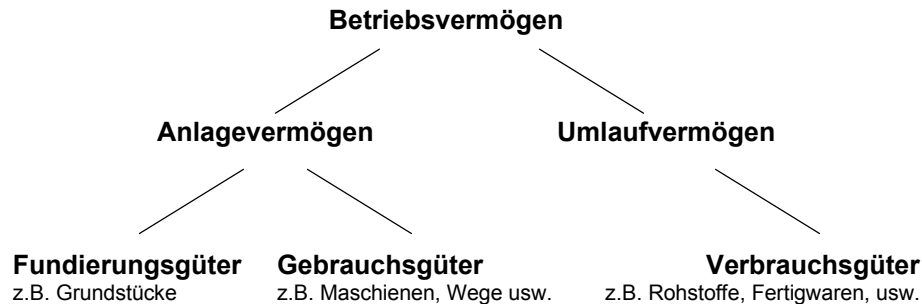 Betriebsvermögen
Anlagevermögen Umlaufvermögen
Fundierungsgüter Gebrauchsgüter Verbrauchsgüter
z.B. Grundstücke z.B. Maschienen, Wege usw. z.B. Rohstoffe, Fertigwaren, usw.